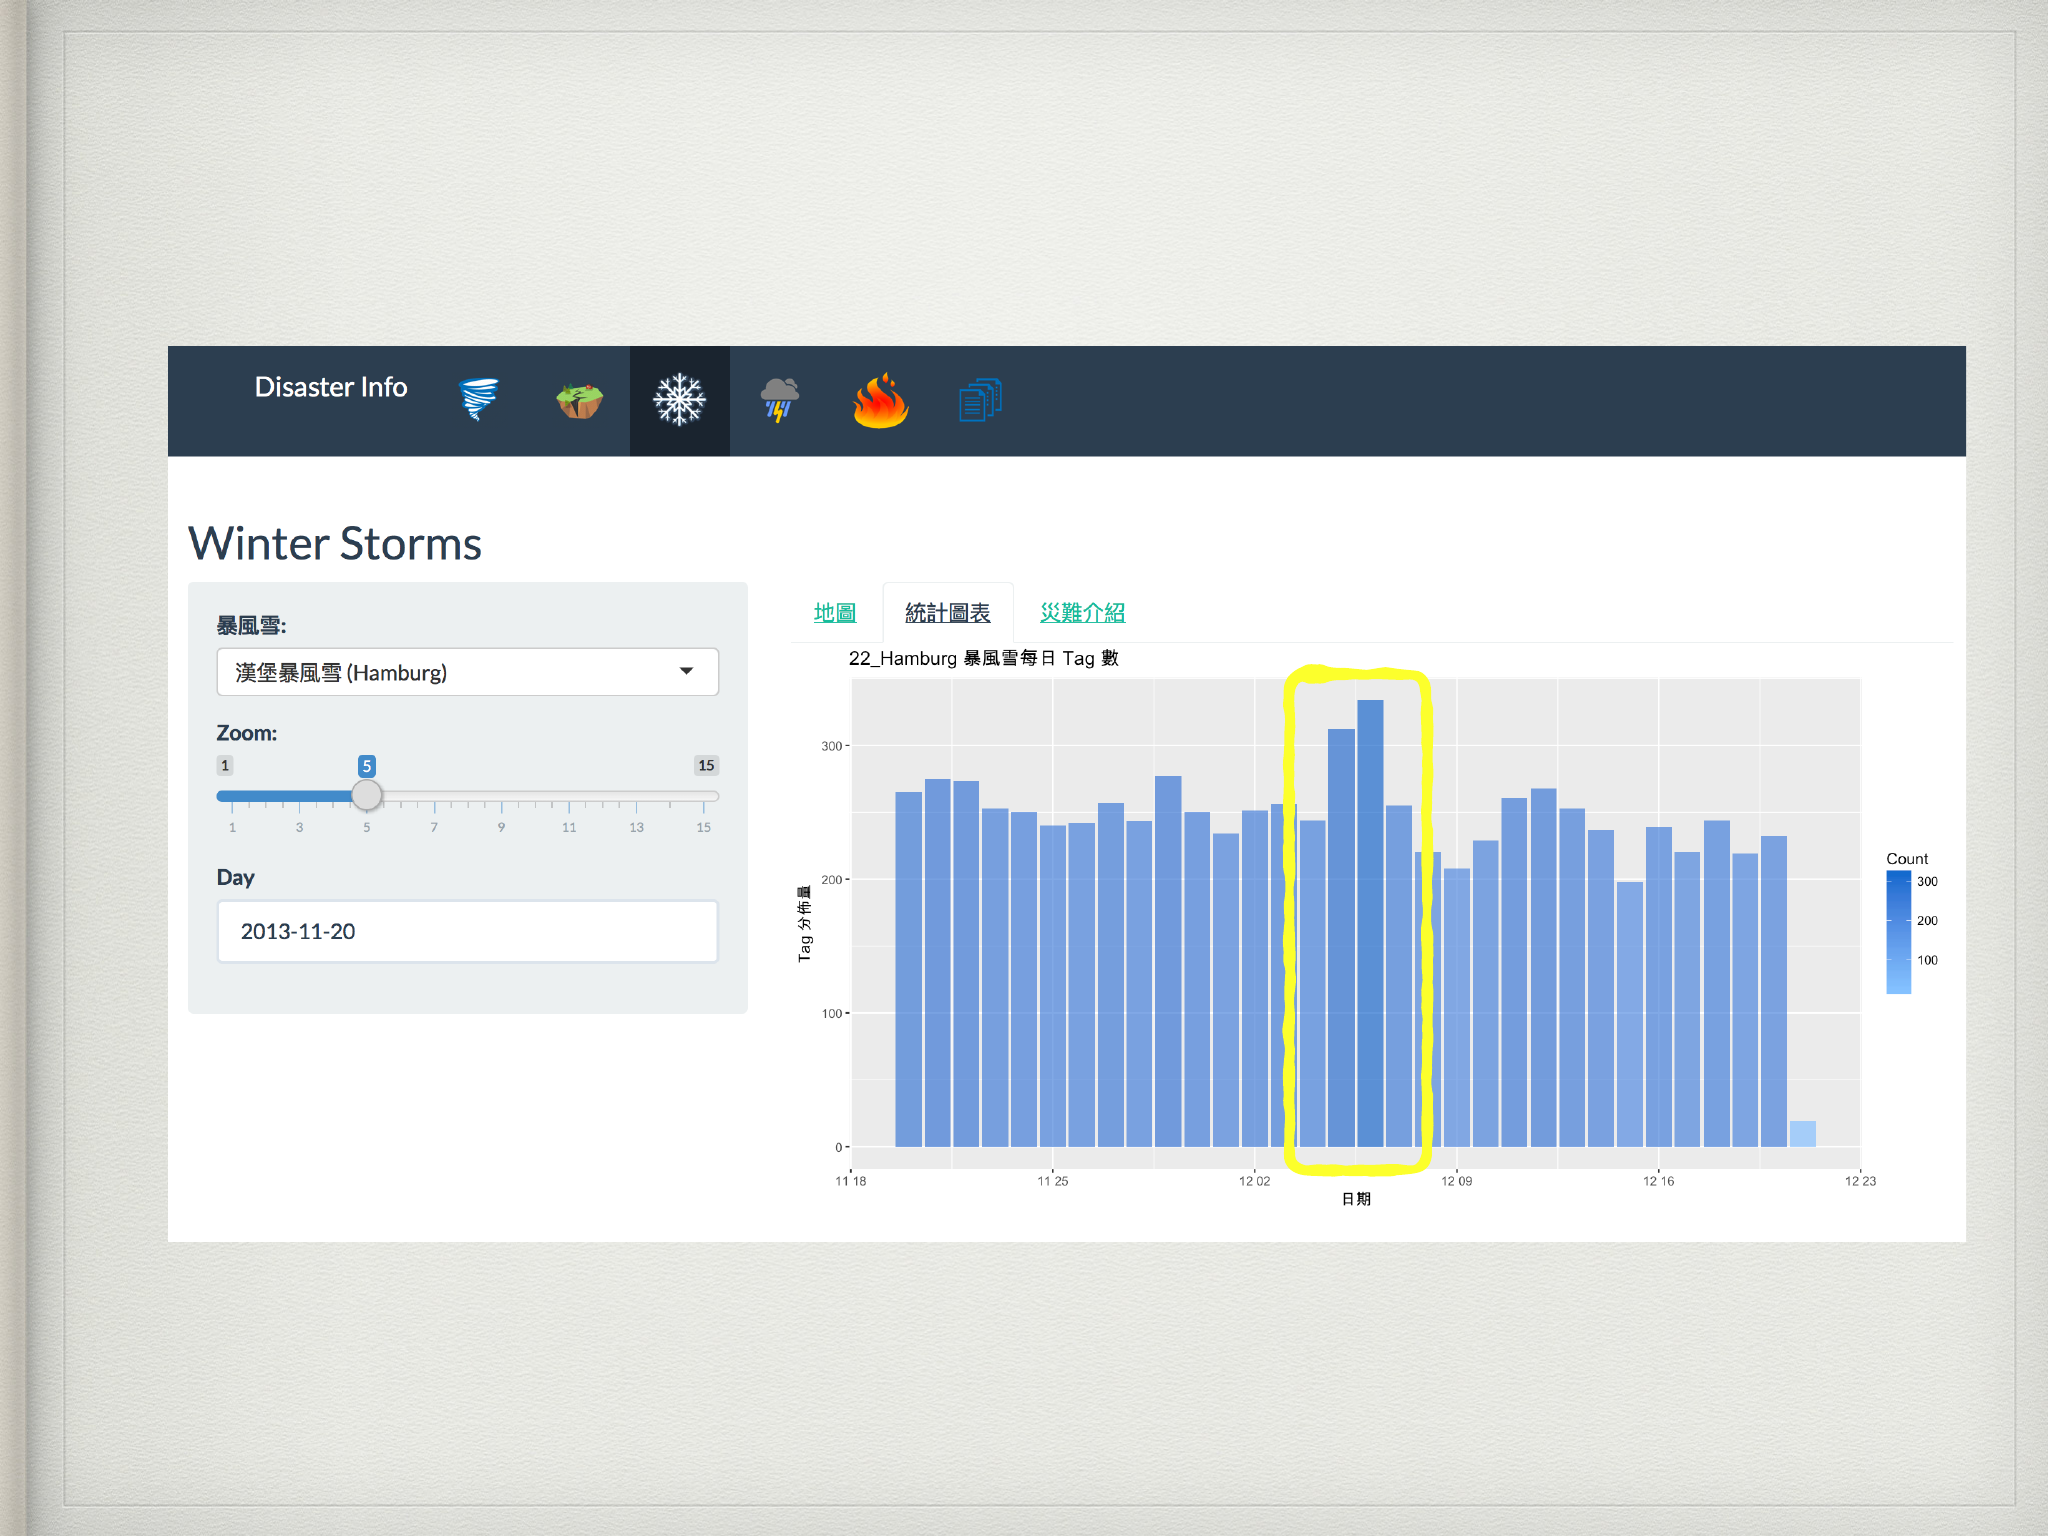 Disaster Info
Winter Storms
暴風雪:
漢堡暴風雪 (Hamburg)
Zoom:
1 5 15
1 3 5 7 9 11 13 15
Day
2013-11-20
地圖 統計圖表 災難介紹
22_Hamburg 暴風雪每日 Tag 數
Tag 分佈量
300
200
100
0
11 18 11 25 12 02 12 09 12 16 12 23
日期
Count
300
200
100